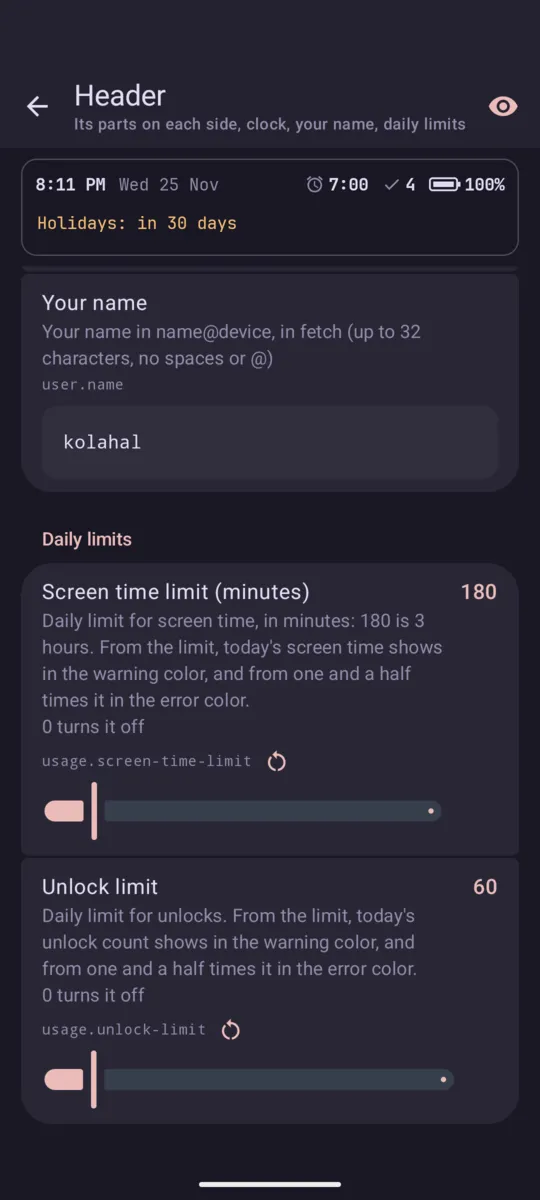 Header
Its parts on each side, clock, your name, daily limits
8:11 PM Wed 25 Nov 7:00 4 100%
Holidays: in 30 days
Your name
Your name in name@device, in fetch (up to 32
characters, no spaces or @)
user.name
kolahal
Daily limits
Screen time limit (minutes) 180
Daily limit for screen time, in minutes: 180 is 3
hours. From the limit, today's screen time shows
in the warning color, and from one and a half
times it in the error color.
0 turns it off
usage.screen-time-limit
Unlock limit 60
Daily limit for unlocks. From the limit, today's
unlock count shows in the warning color, and
from one and a half times it in the error color.
0 turns it off
usage.unlock-limit